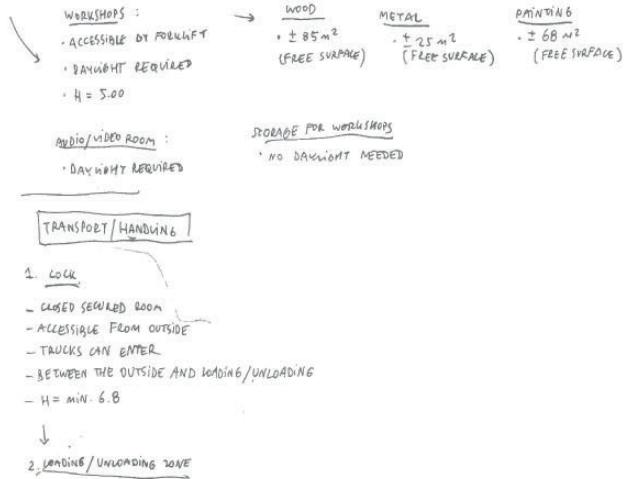 WORKSHOPS :
· ACCESSIBLE BY FORKLIFT
· DAYLIGHT REQUIRED
· H = 5.00
WOOD
· ± 85 m²
(FREE SURFACE)
METAL
· ± 25 m²
(FREE SURFACE)
PAINTING
· ± 68 m²
(FREE SURFACE)
AUDIO/VIDEO ROOM :
· DAYLIGHT REQUIRED
STORAGE FOR WORKSHOPS
· NO DAYLIGHT NEEDED
TRANSPORT/HANDLING
1. LOCK
- CLOSED SECURED ROOM
- ACCESSIBLE FROM OUTSIDE
- TRUCKS CAN ENTER
- BETWEEN THE OUTSIDE AND LOADING/UNLOADING
- H = MIN. 6.8
2. LOADING/UNLOADING ZONE